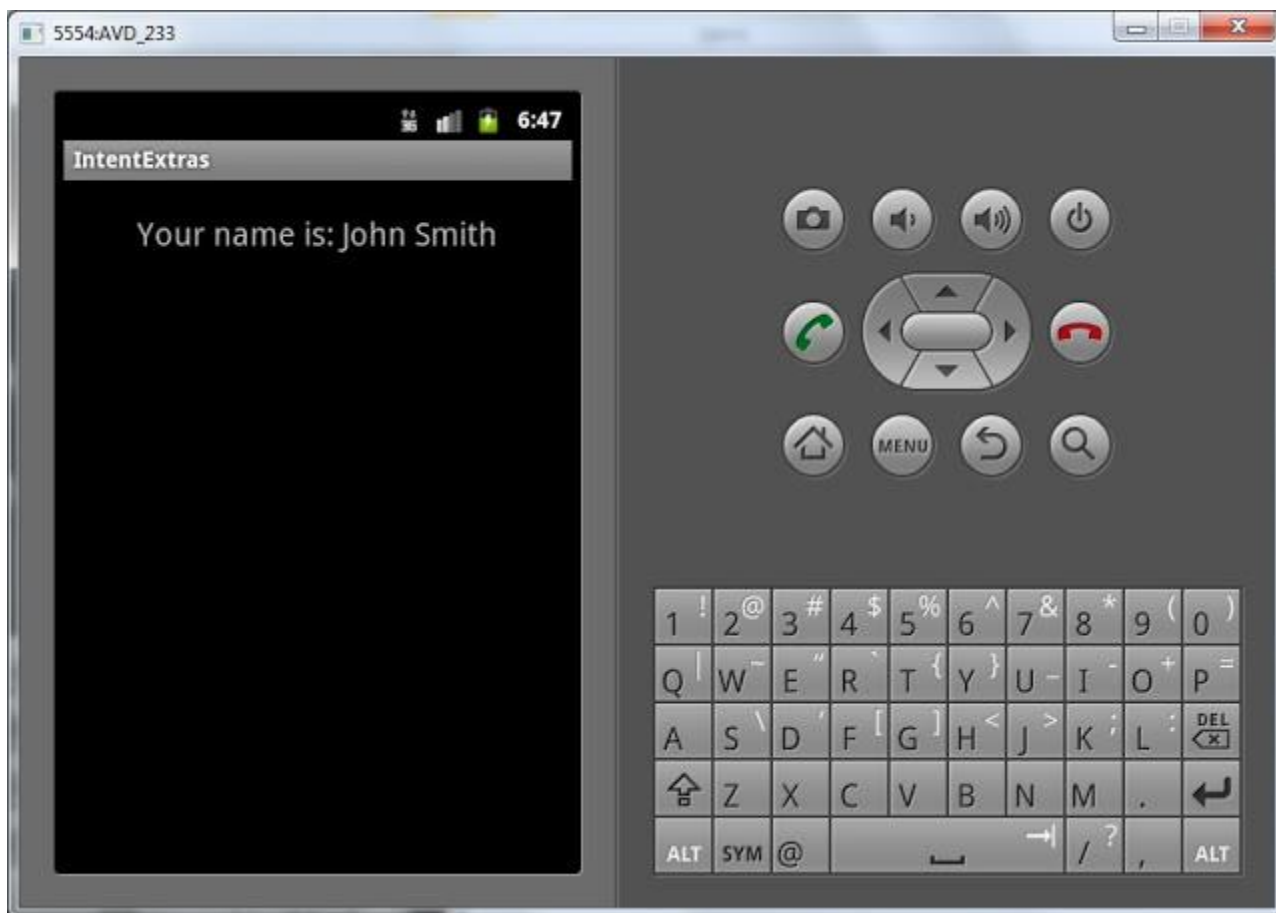 5554:AVD_233
3G 6:47
IntentExtras
Your name is: John Smith
MENU
1 ! 2 @ 3 # 4 $ 5 % 6 ^ 7 & 8 * 9 ( 0 )
Q | W ~ E " R ` T { Y } U _ I - O + P =
A S \ D ' F [ G ] H < J > K ; L : DEL
Z X C V B N M .
ALT SYM @ / ? , ALT